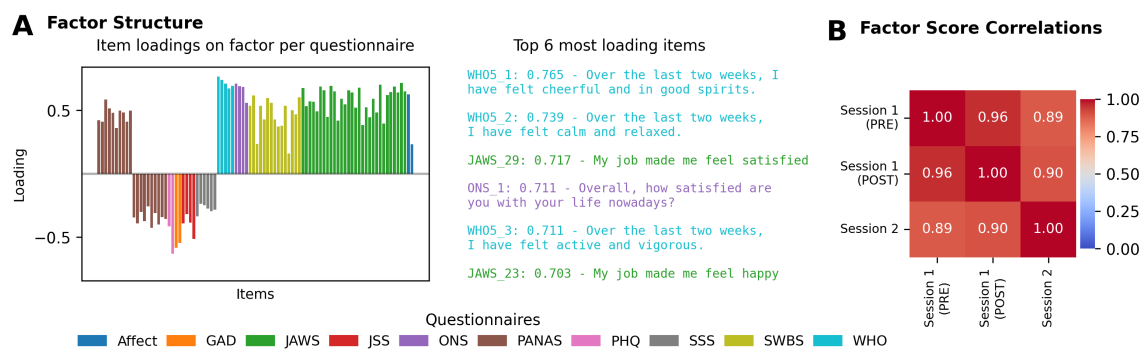 A Factor Structure
Item loadings on factor per questionnaire
Loading
0.5
−0.5
Items
Top 6 most loading items
WHO5_1: 0.765 - Over the last two weeks, I
have felt cheerful and in good spirits.
WHO5_2: 0.739 - Over the last two weeks,
I have felt calm and relaxed.
JAWS_29: 0.717 - My job made me feel satisfied
ONS_1: 0.711 - Overall, how satisfied are
you with your life nowadays?
WHO5_3: 0.711 - Over the last two weeks,
I have felt active and vigorous.
JAWS_23: 0.703 - My job made me feel happy
Questionnaires
Affect GAD JAWS JSS ONS PANAS PHQ SSS SWBS WHO
B Factor Score Correlations
Session 1
(PRE)
1.00 0.96 0.89
Session 1
(POST)
0.96 1.00 0.90
Session 2
0.89 0.90 1.00
Session 1
(PRE)
Session 1
(POST)
Session 2
1.00
0.75
0.50
0.25
0.00